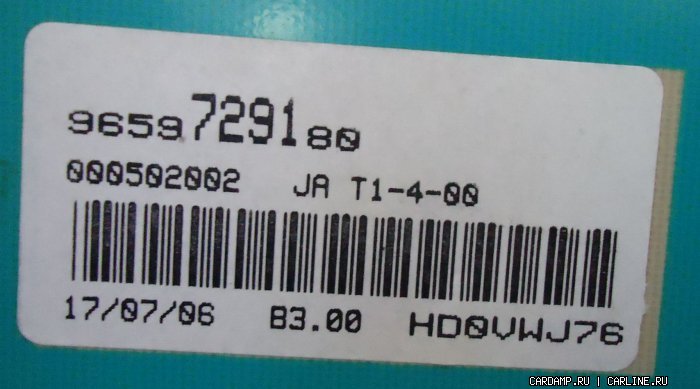 9659729180
000502002 JA T1-4-00
17/07/06 B3.00 HD0VWJ76
CARDAMP.RU | CARLINE.RU